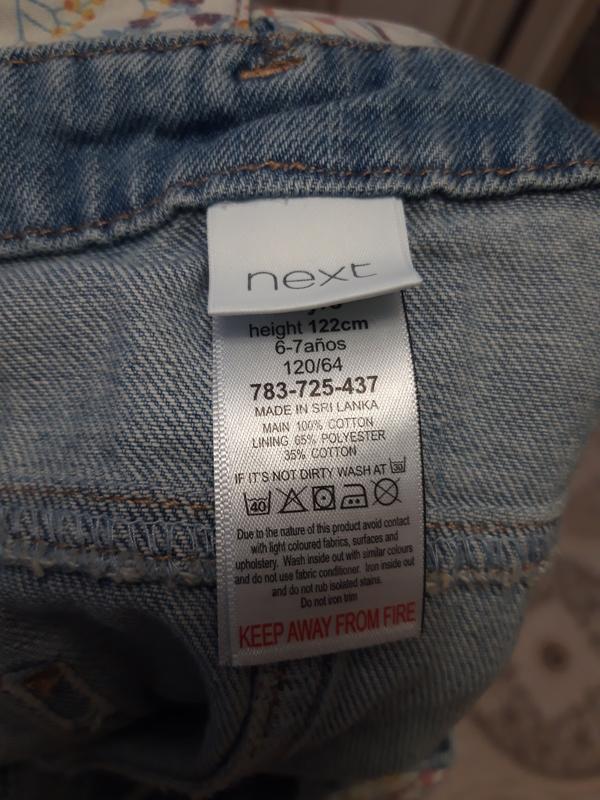 next
height 122cm
6-7años
120/64
783-725-437
MADE IN SRI LANKA
MAIN 100% COTTON
LINING 65% POLYESTER
35% COTTON
IF IT'S NOT DIRTY WASH AT 30
40
Due to the nature of this product avoid contact
with light coloured fabrics, surfaces and
upholstery. Wash inside out with similar colours
and do not use fabric conditioner. Iron inside out
and do not rub isolated stains.
Do not iron trim
KEEP AWAY FROM FIRE